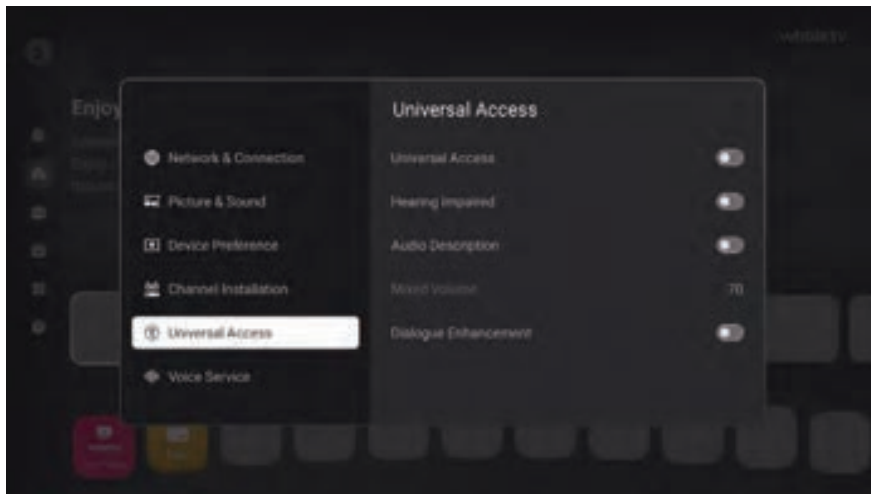 Enjoy
Universal Access
Network & Connection
Universal Access
Picture & Sound
Hearing Impaired
Device Preference
Audio Description
Channel Installation
Mixed Volume
70
Universal Access
Dialogue Enhancement
Voice Service